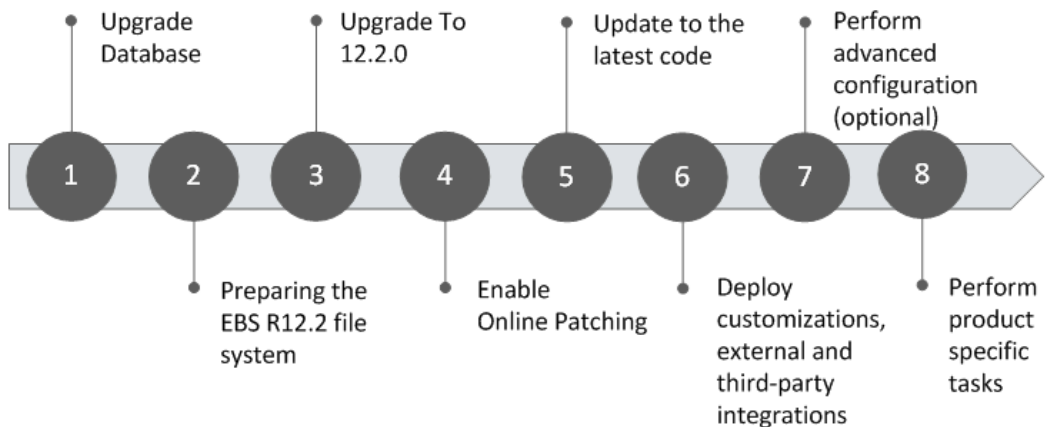 1
Upgrade
Database
2
Preparing the
EBS R12.2 file
system
3
Upgrade To
12.2.0
4
Enable
Online Patching
5
Update to the
latest code
6
Deploy
customizations,
external and
third-party
integrations
7
Perform
advanced
configuration
(optional)
8
Perform
product
specific
tasks